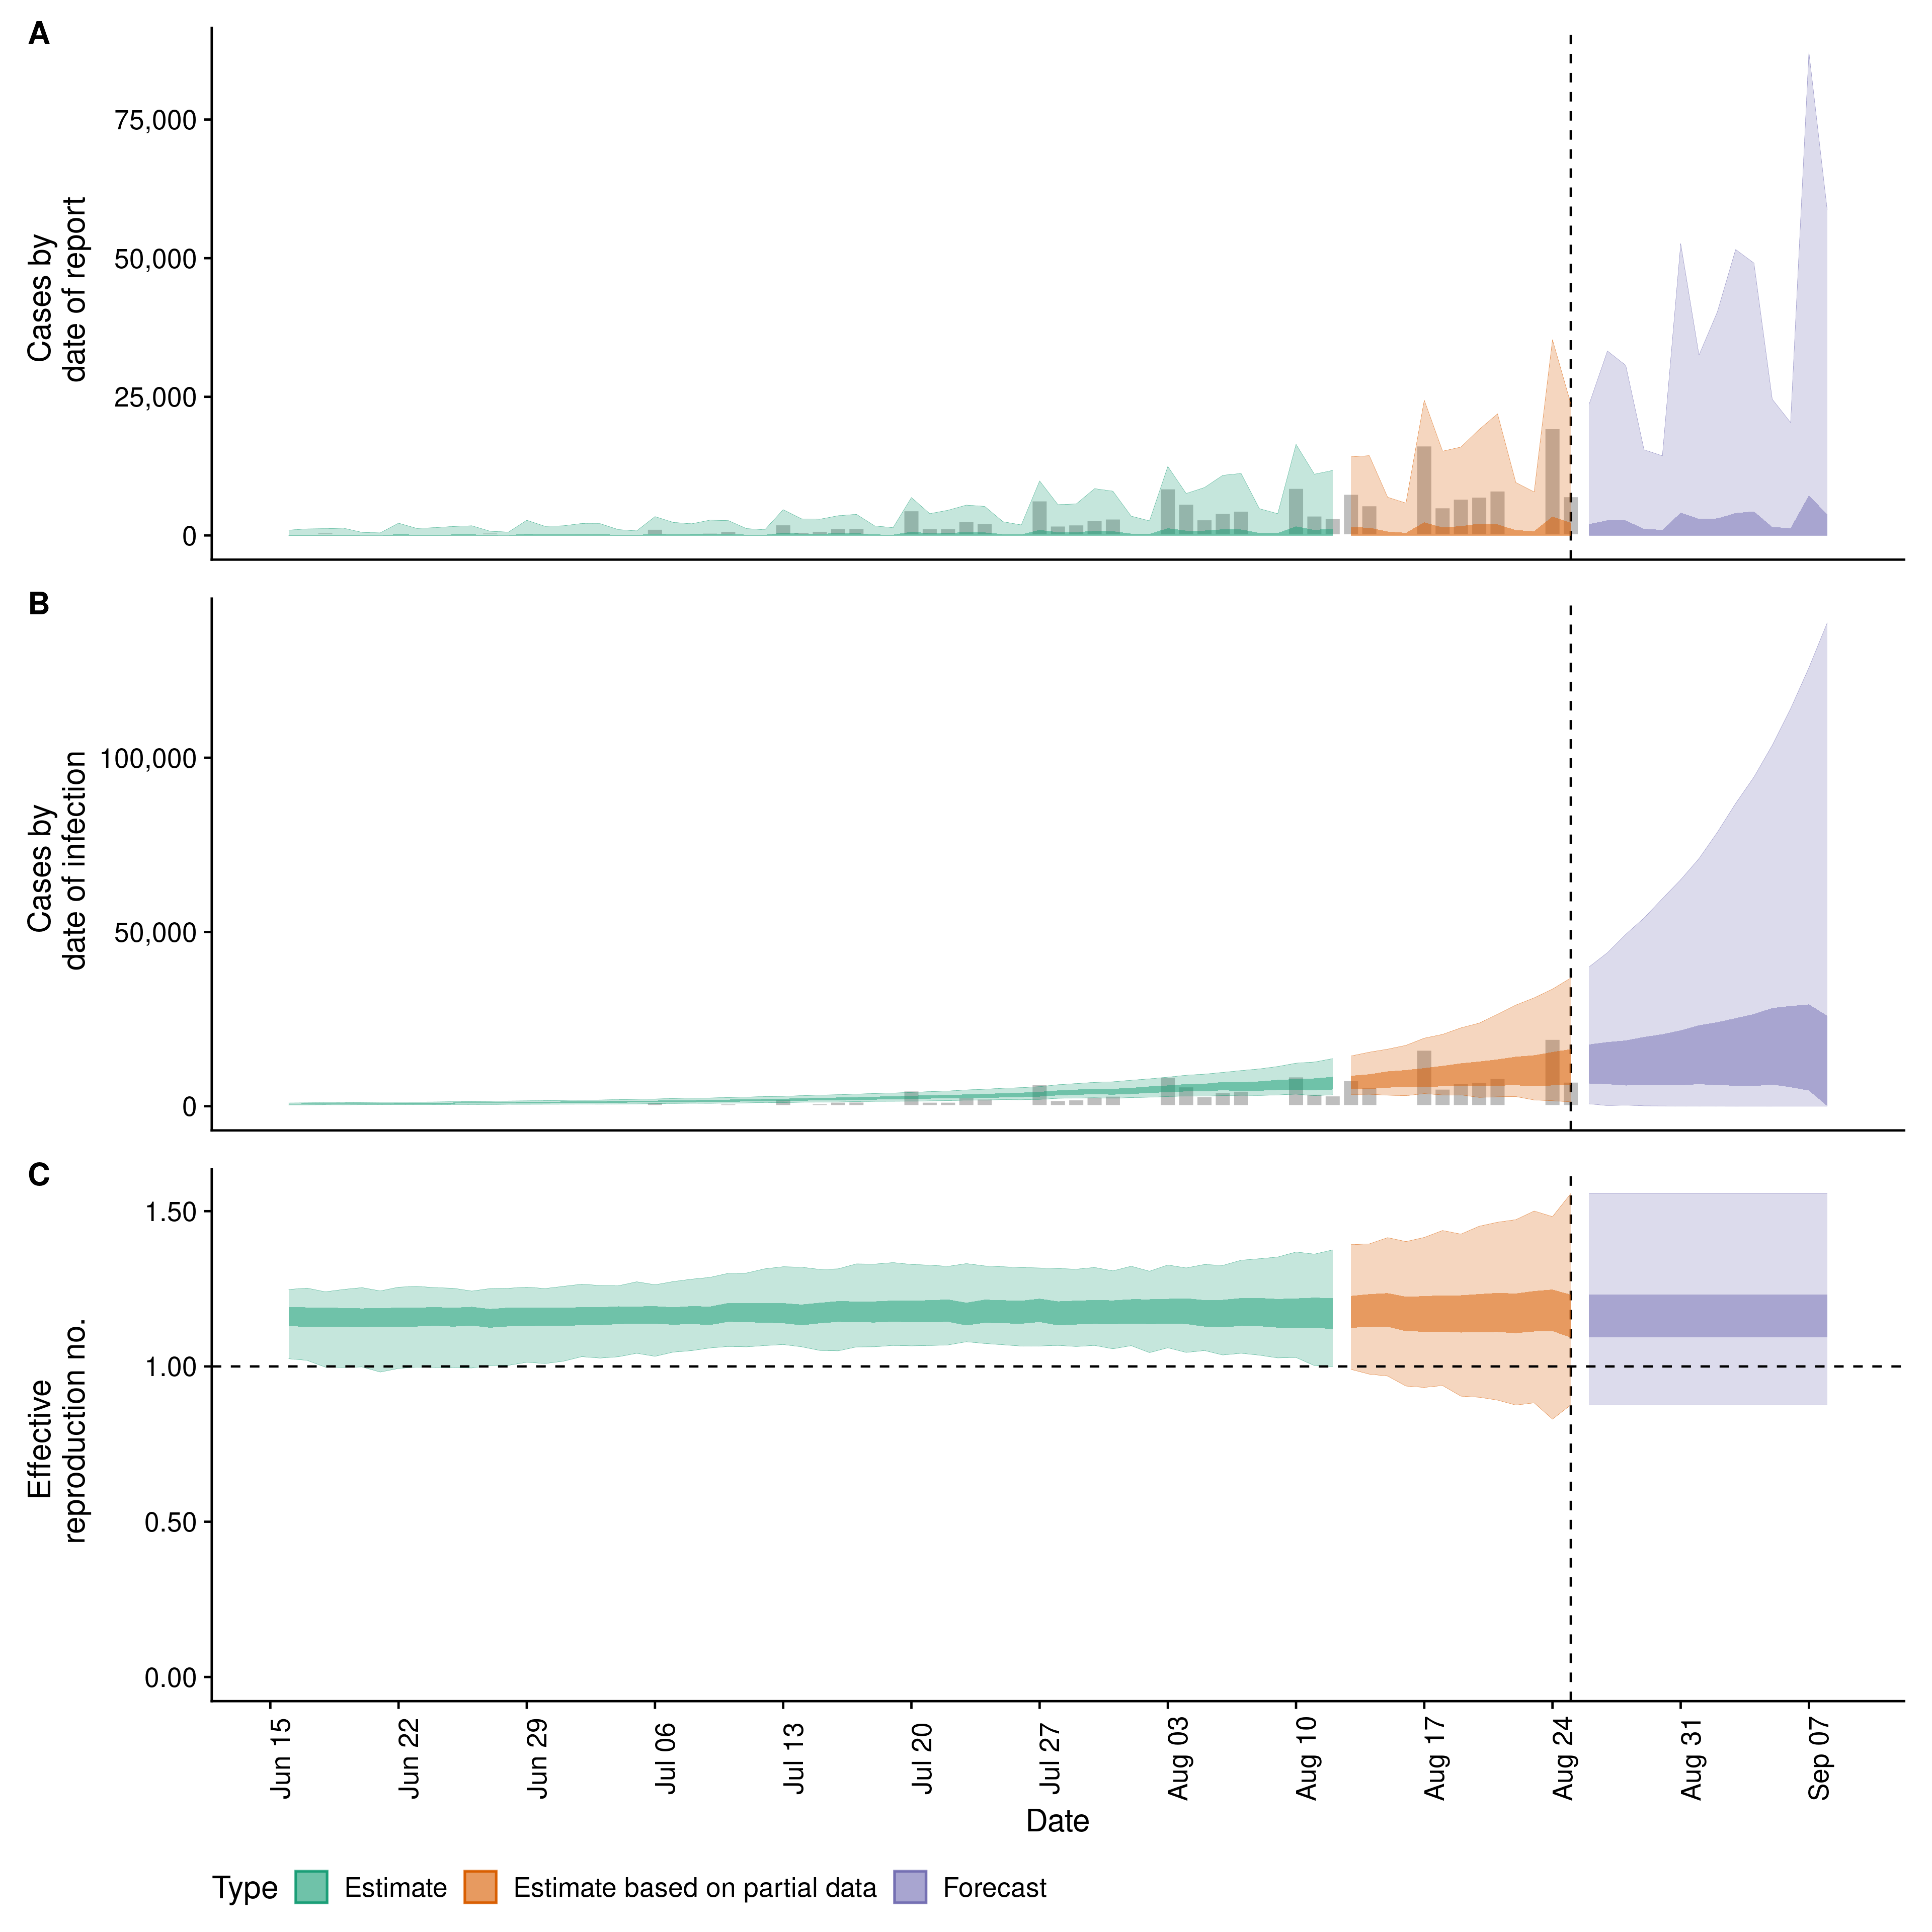 A
Cases by
date of report
75,000
50,000
25,000
0
B
Cases by
date of infection
100,000
50,000
0
C
Effective
reproduction no.
1.50
1.00
0.50
0.00
Jun 15
Jun 22
Jun 29
Jul 06
Jul 13
Jul 20
Jul 27
Aug 03
Aug 10
Aug 17
Aug 24
Aug 31
Sep 07
Date
Type Estimate Estimate based on partial data Forecast